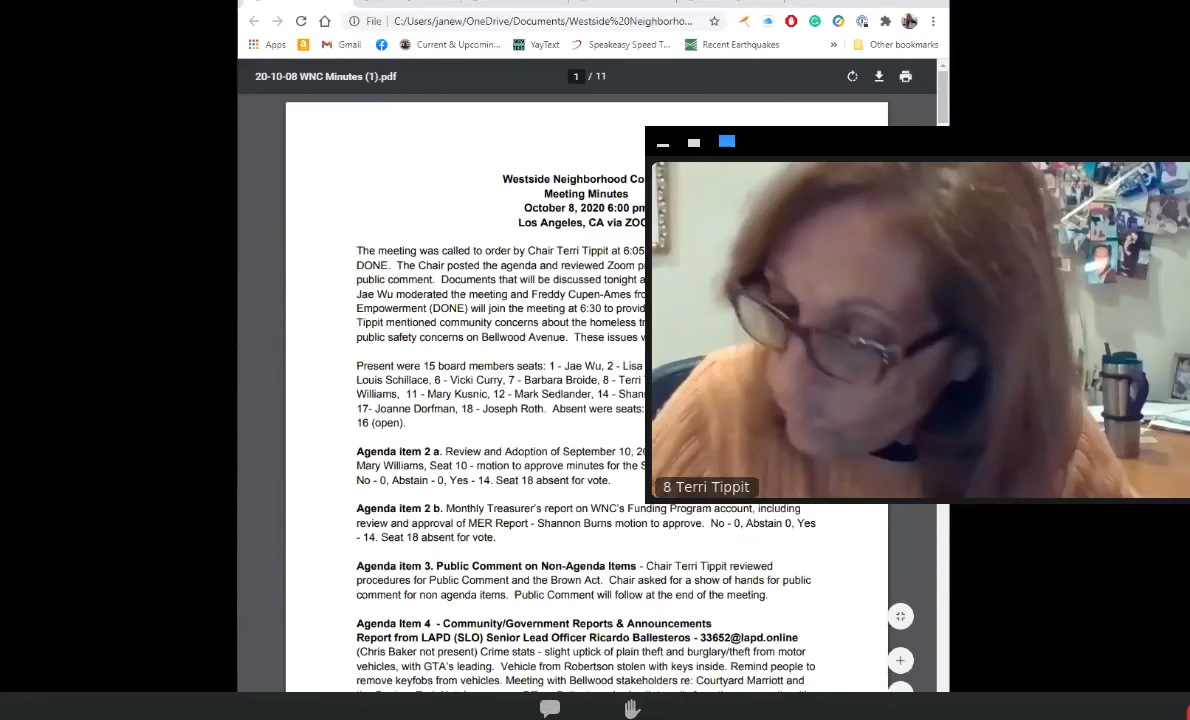 File C:/Users/janew/OneDrive/Documents/Westside%20Neighborho...
Apps Gmail Current & Upcomin... YayText Speakeasy Speed T... Recent Earthquakes » Other bookmarks
20-10-08 WNC Minutes (1).pdf 1 / 11
Westside Neighborhood Co
Meeting Minutes
October 8, 2020 6:00 pm
Los Angeles, CA via ZOO
The meeting was called to order by Chair Terri Tippit at 6:05
DONE. The Chair posted the agenda and reviewed Zoom p
public comment. Documents that will be discussed tonight a
Jae Wu moderated the meeting and Freddy Cupen-Ames fro
Empowerment (DONE) will join the meeting at 6:30 to provid
Tippit mentioned community concerns about the homeless tr
public safety concerns on Bellwood Avenue. These issues w
Present were 15 board members seats: 1 - Jae Wu, 2 - Lisa
Louis Schillace, 6 - Vicki Curry, 7 - Barbara Broide, 8 - Terri
Williams, 11 - Mary Kusnic, 12 - Mark Sedlander, 14 - Shan
17- Joanne Dorfman, 18 - Joseph Roth. Absent were seats:
16 (open).
Agenda item 2 a. Review and Adoption of September 10, 20
Mary Williams, Seat 10 - motion to approve minutes for the S
No - 0, Abstain - 0, Yes - 14. Seat 18 absent for vote.
8 Terri Tippit
Agenda item 2 b. Monthly Treasurer's report on WNC's Funding Program account, including
review and approval of MER Report - Shannon Burns motion to approve. No - 0, Abstain 0, Yes
- 14. Seat 18 absent for vote.
Agenda item 3. Public Comment on Non-Agenda Items - Chair Terri Tippit reviewed
procedures for Public Comment and the Brown Act. Chair asked for a show of hands for public
comment for non agenda items. Public Comment will follow at the end of the meeting.
Agenda Item 4 - Community/Government Reports & Announcements
Report from LAPD (SLO) Senior Lead Officer Ricardo Ballesteros - 33652@lapd.online
(Chris Baker not present) Crime stats - slight uptick of plain theft and burglary/theft from motor
vehicles, with GTA's leading. Vehicle from Robertson stolen with keys inside. Remind people to
remove keyfobs from vehicles. Meeting with Bellwood stakeholders re: Courtyard Marriott and